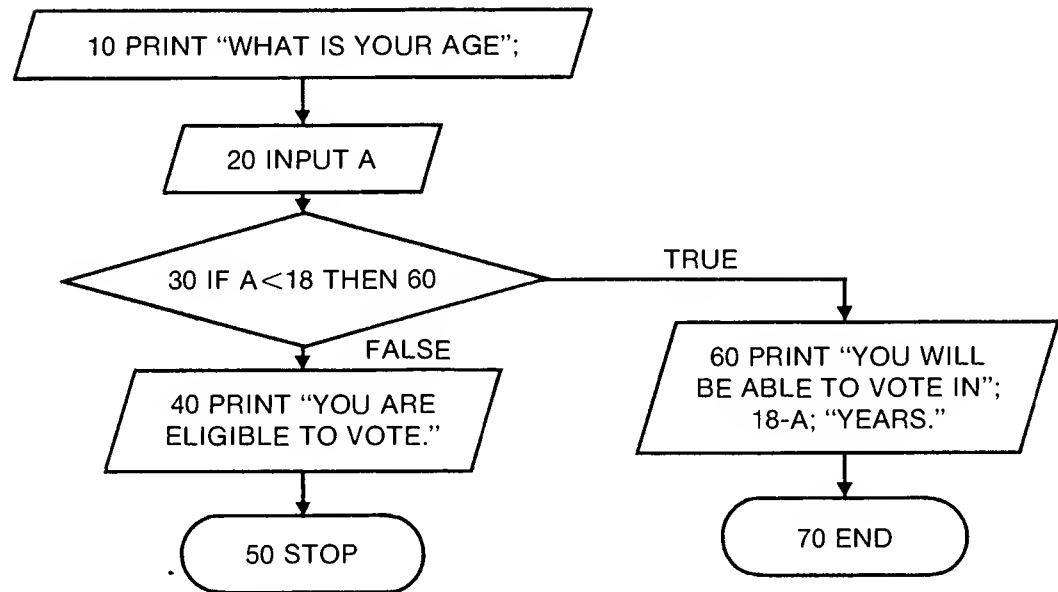 10 PRINT “WHAT IS YOUR AGE”;
20 INPUT A
30 IF A<18 THEN 60
TRUE
FALSE
40 PRINT “YOU ARE
ELIGIBLE TO VOTE.”
50 STOP
60 PRINT “YOU WILL
BE ABLE TO VOTE IN”;
18-A; “YEARS.”
70 END